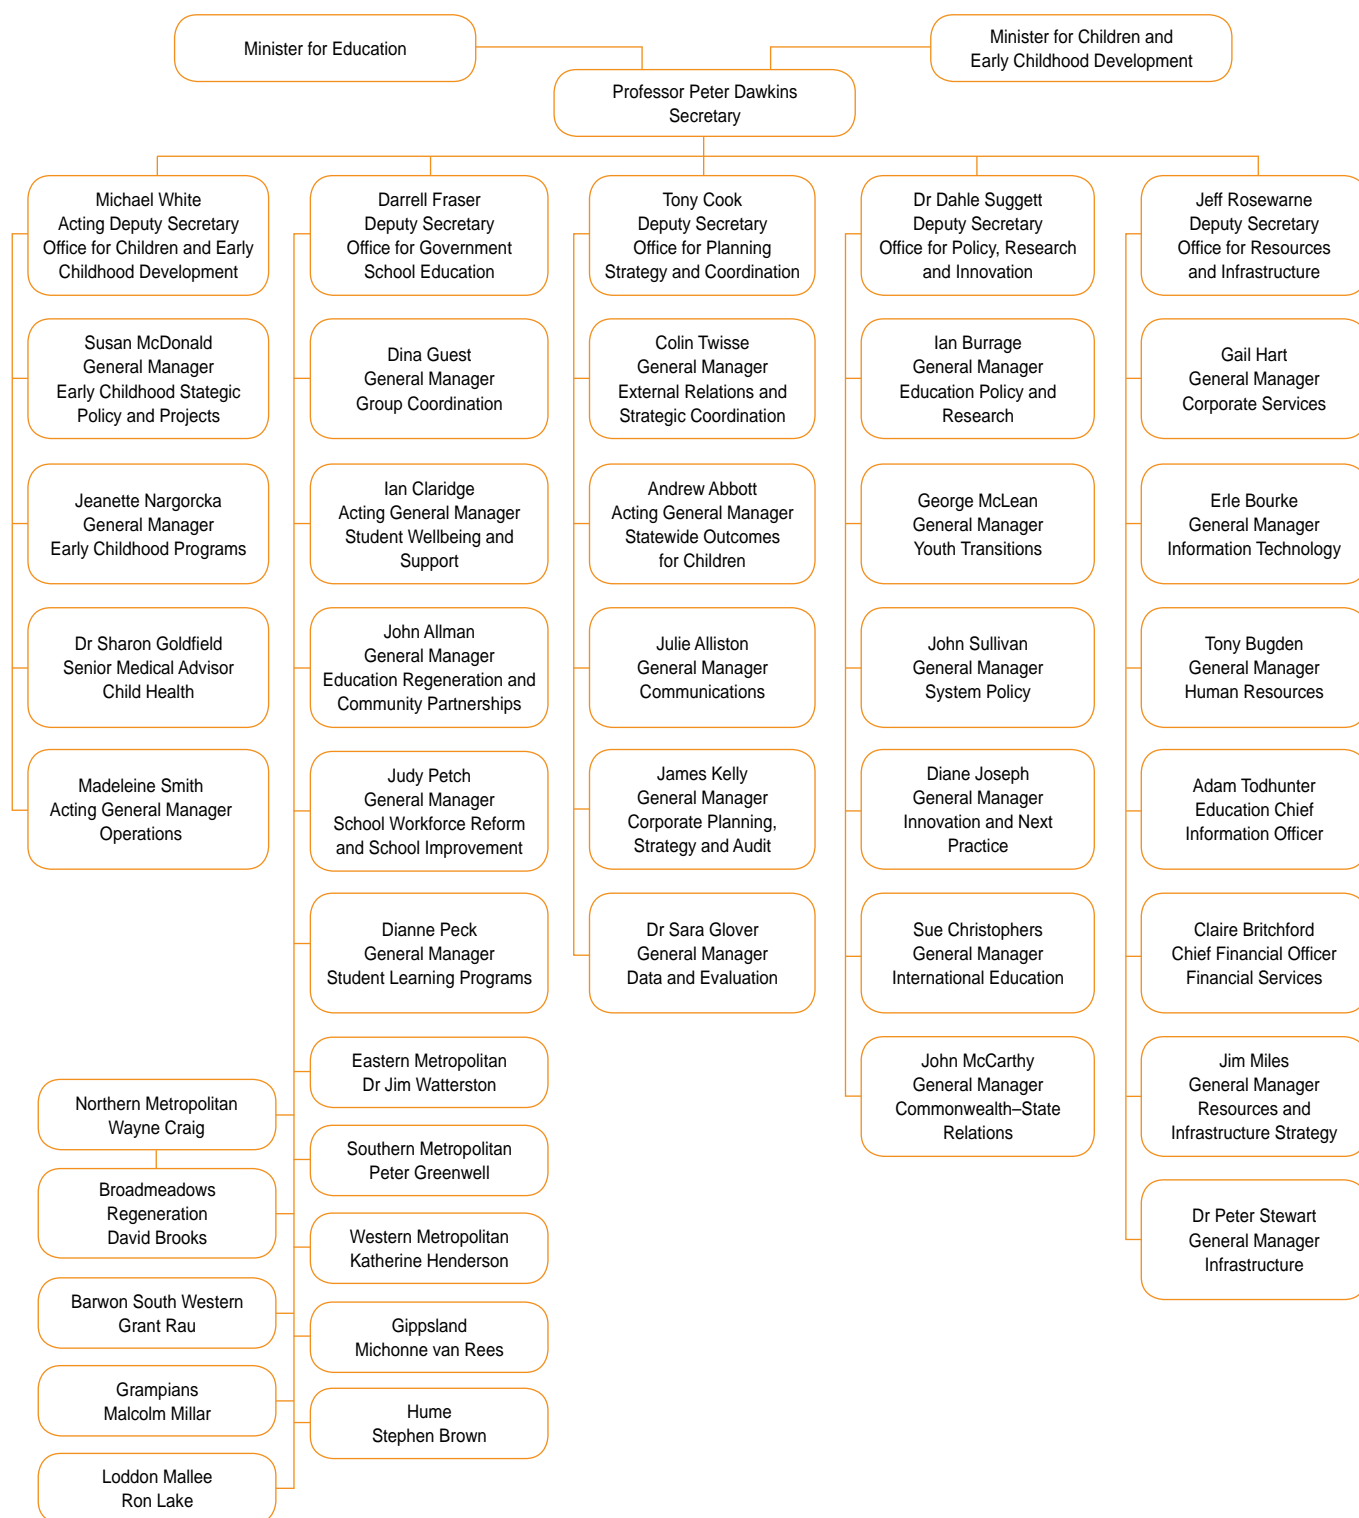 Minister for Education
Minister for Children and
Early Childhood Development
Professor Peter Dawkins
Secretary
Michael White
Acting Deputy Secretary
Office for Children and Early
Childhood Development
Susan McDonald
General Manager
Early Childhood Stategic
Policy and Projects
Jeanette Nargorcka
General Manager
Early Childhood Programs
Dr Sharon Goldfield
Senior Medical Advisor
Child Health
Madeleine Smith
Acting General Manager
Operations
Darrell Fraser
Deputy Secretary
Office for Government
School Education
Dina Guest
General Manager
Group Coordination
Ian Claridge
Acting General Manager
Student Wellbeing and
Support
John Allman
General Manager
Education Regeneration and
Community Partnerships
Judy Petch
General Manager
School Workforce Reform
and School Improvement
Dianne Peck
General Manager
Student Learning Programs
Eastern Metropolitan
Dr Jim Watterston
Northern Metropolitan
Wayne Craig
Southern Metropolitan
Peter Greenwell
Broadmeadows
Regeneration
David Brooks
Western Metropolitan
Katherine Henderson
Barwon South Western
Grant Rau
Gippsland
Michonne van Rees
Grampians
Malcolm Millar
Hume
Stephen Brown
Loddon Mallee
Ron Lake
Tony Cook
Deputy Secretary
Office for Planning
Strategy and Coordination
Colin Twisse
General Manager
External Relations and
Strategic Coordination
Andrew Abbott
Acting General Manager
Statewide Outcomes
for Children
Julie Alliston
General Manager
Communications
James Kelly
General Manager
Corporate Planning,
Strategy and Audit
Dr Sara Glover
General Manager
Data and Evaluation
Dr Dahle Suggett
Deputy Secretary
Office for Policy, Research
and Innovation
Ian Burrage
General Manager
Education Policy and
Research
George McLean
General Manager
Youth Transitions
John Sullivan
General Manager
System Policy
Diane Joseph
General Manager
Innovation and Next
Practice
Sue Christophers
General Manager
International Education
John McCarthy
General Manager
Commonwealth–State
Relations
Jeff Rosewarne
Deputy Secretary
Office for Resources
and Infrastructure
Gail Hart
General Manager
Corporate Services
Erle Bourke
General Manager
Information Technology
Tony Bugden
General Manager
Human Resources
Adam Todhunter
Education Chief
Information Officer
Claire Britchford
Chief Financial Officer
Financial Services
Jim Miles
General Manager
Resources and
Infrastructure Strategy
Dr Peter Stewart
General Manager
Infrastructure